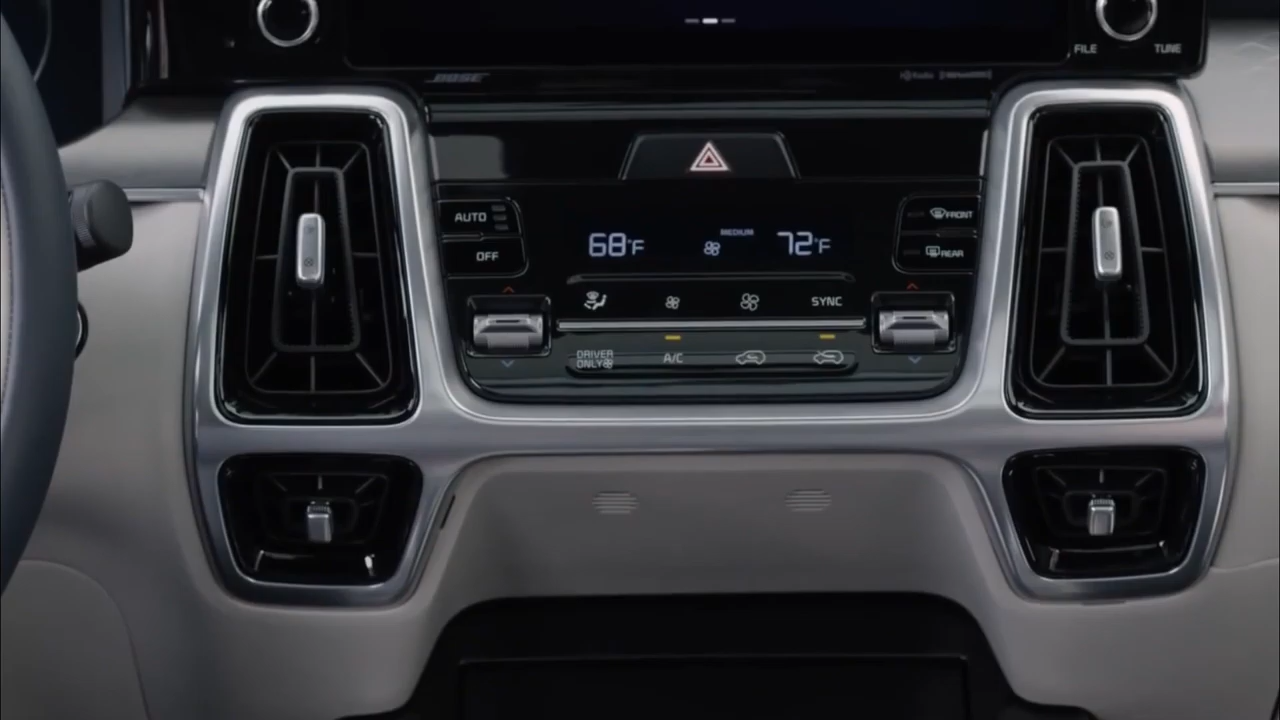 FILE TUNE
BOSE
AUTO
OFF
68°F
MEDIUM
72°F
FRONT
REAR
SYNC
DRIVER
ONLY
A/C